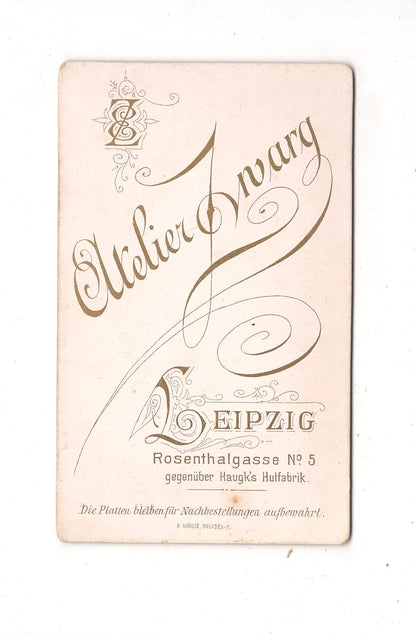 Atelier Zwarg
LEIPZIG
Rosenthalgasse No 5
gegenüber Haugk's Hutfabrik.
Die Platten bleiben für Nachbestellungen aufbewahrt.